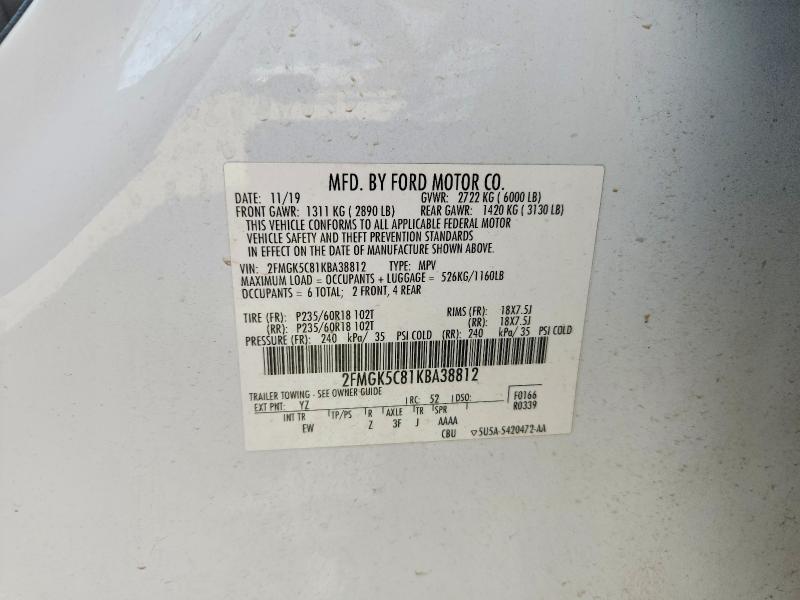 MFD. BY FORD MOTOR CO.
DATE: 11/19 GVWR: 2722 KG ( 6000 LB)
FRONT GAWR: 1311 KG ( 2890 LB) REAR GAWR: 1420 KG ( 3130 LB)
THIS VEHICLE CONFORMS TO ALL APPLICABLE FEDERAL MOTOR
VEHICLE SAFETY AND THEFT PREVENTION STANDARDS
IN EFFECT ON THE DATE OF MANUFACTURE SHOWN ABOVE.
VIN: 2FMGK5C81KBA38812 TYPE: MPV
MAXIMUM LOAD = OCCUPANTS + LUGGAGE = 526KG/1160LB
OCCUPANTS = 6 TOTAL; 2 FRONT, 4 REAR
TIRE (FR): P235/60R18 102T RIMS (FR): 18X7.5J
(RR): P235/60R18 102T (RR): 18X7.5J
PRESSURE (FR): 240 kPa/ 35 PSI COLD (RR): 240 kPa/ 35 PSI COLD
2FMGK5C81KBA38812
TRAILER TOWING - SEE OWNER GUIDE
EXT PNT: YZ RC: 52 DSO: F0166
INT TR TP/PS R AXLE TR SPR R0339
EW Z 3F J AAAA
CBU ▽5U5A-5420472-AA